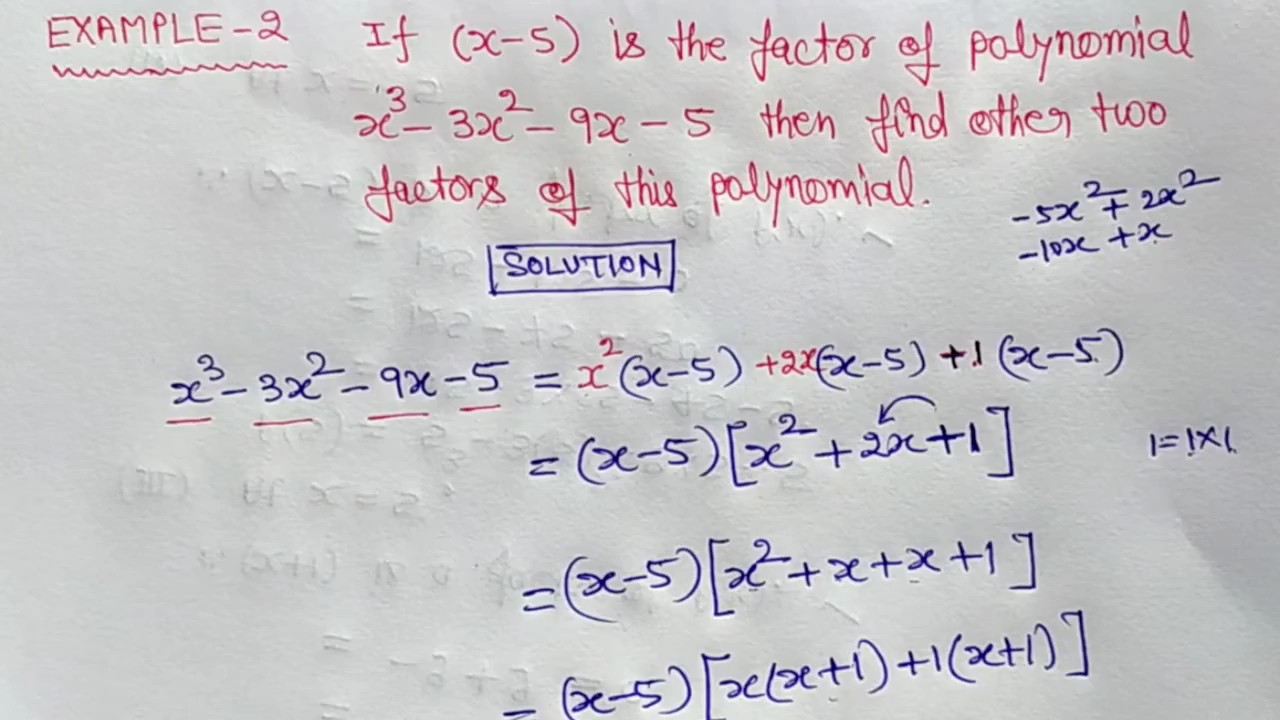 EXAMPLE-2 If (x-5) is the factor of polynomial
x³ - 3x² - 9x - 5 then find other two
factors of this polynomial.
-5x² + 2x²
-10x + x
SOLUTION
x³ - 3x² - 9x - 5 = x²(x-5) +2x(x-5) +1(x-5)
= (x-5)[x² + 2x + 1]
1 = 1×1
= (x-5)[x² + x + x + 1]
= (x-5)[x(x+1) + 1(x+1)]